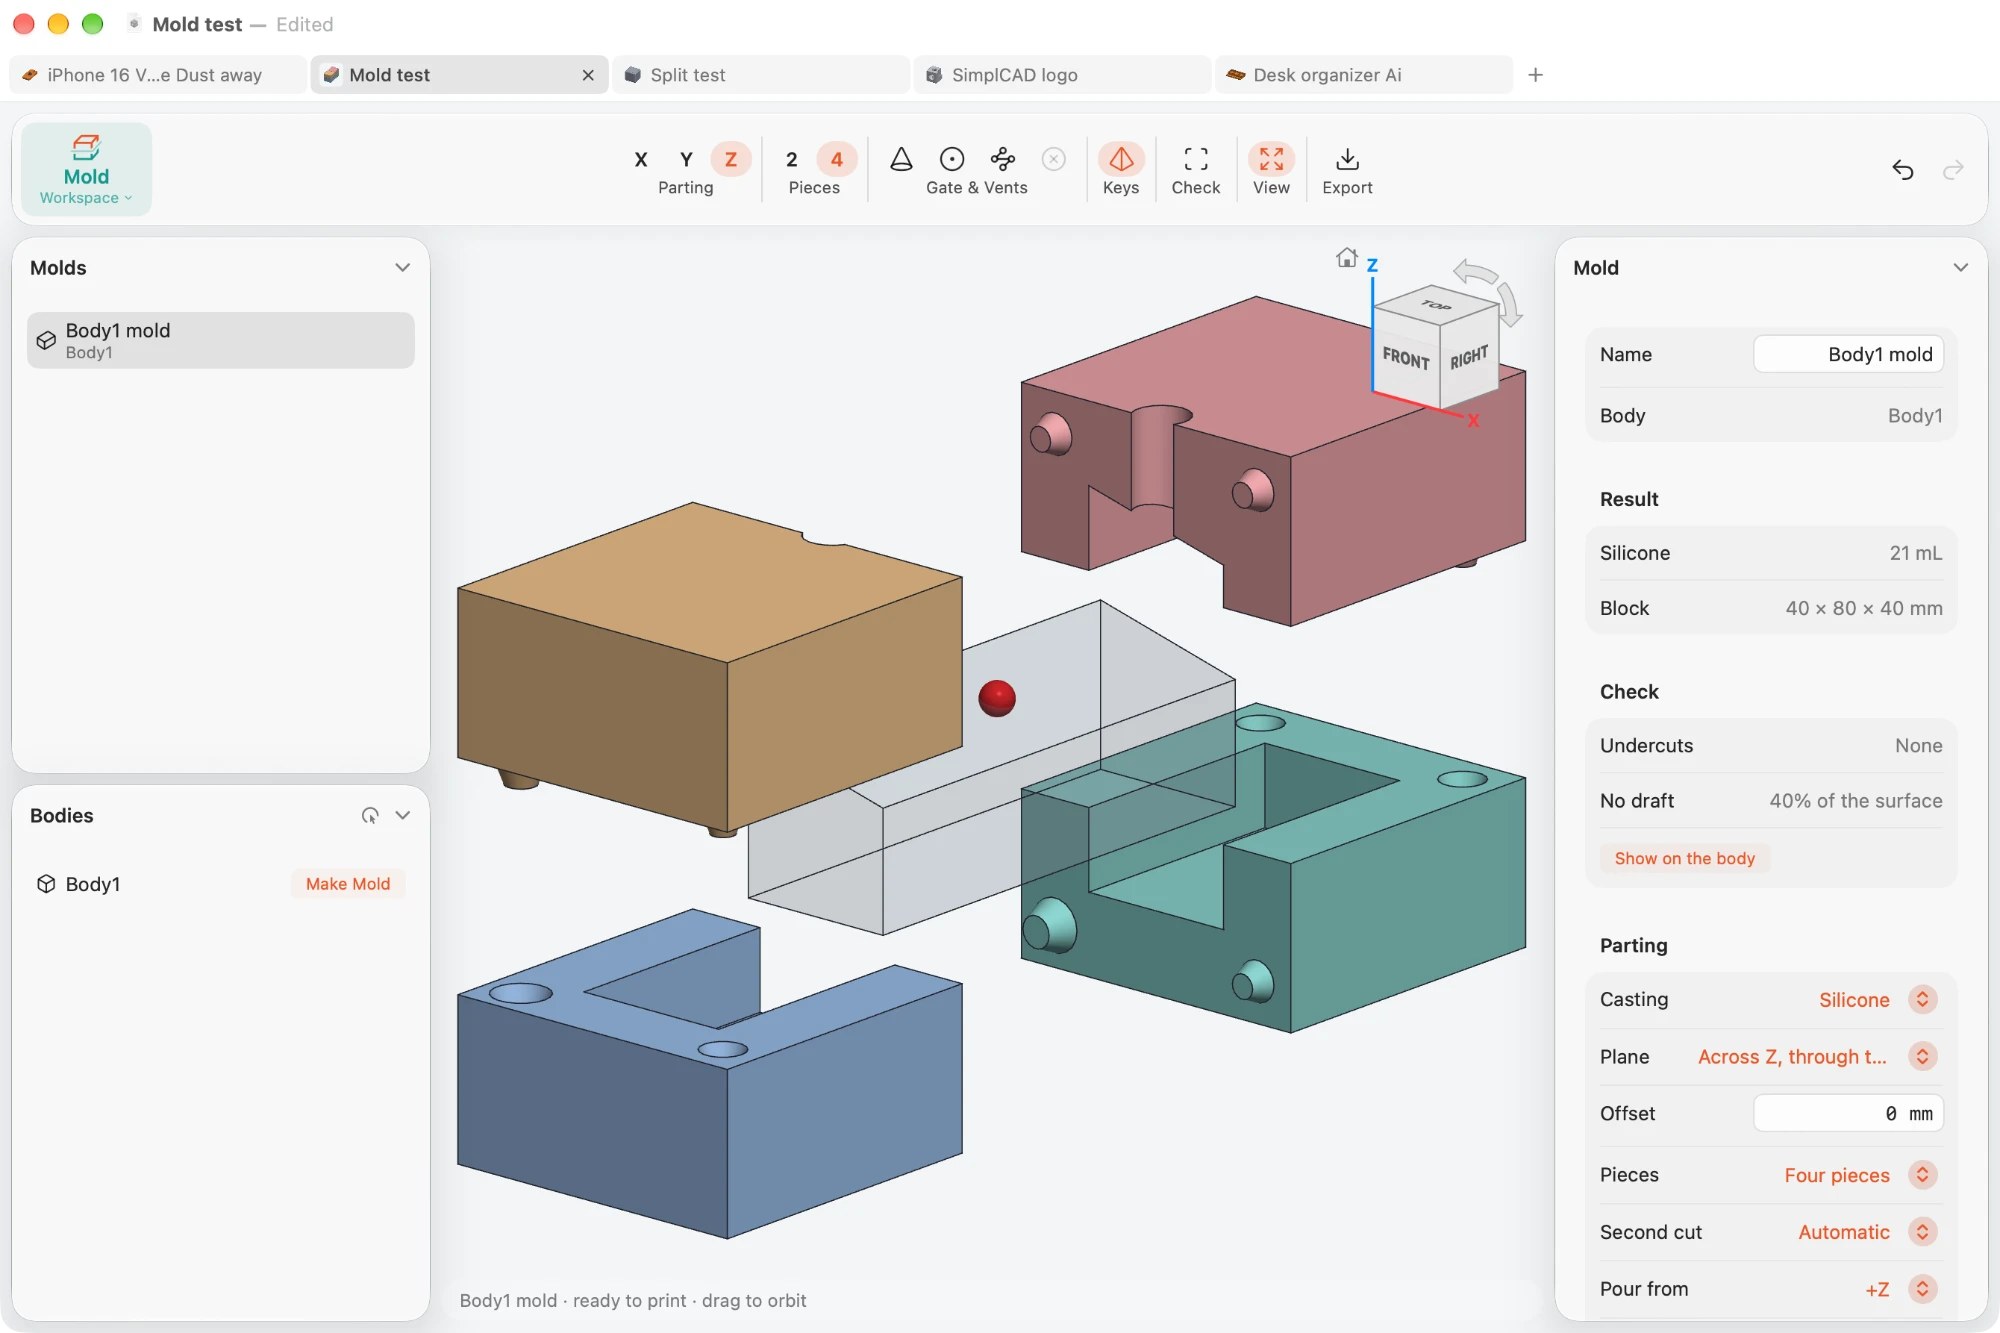 Mold test — Edited
iPhone 16 V...e Dust away
Mold test
Split test
SimplCAD logo
Desk organizer Ai
Mold
Workspace
X Y Z
Parting
2 4
Pieces
Gate & Vents
Keys
Check
View
Export
Molds
Body1 mold
Body1
Bodies
Body1
Make Mold
Z
TOP
FRONT
RIGHT
X
Body1 mold · ready to print · drag to orbit
Mold
Name Body1 mold
Body Body1
Result
Silicone 21 mL
Block 40 × 80 × 40 mm
Check
Undercuts None
No draft 40% of the surface
Show on the body
Parting
Casting Silicone
Plane Across Z, through t...
Offset 0 mm
Pieces Four pieces
Second cut Automatic
Pour from +Z